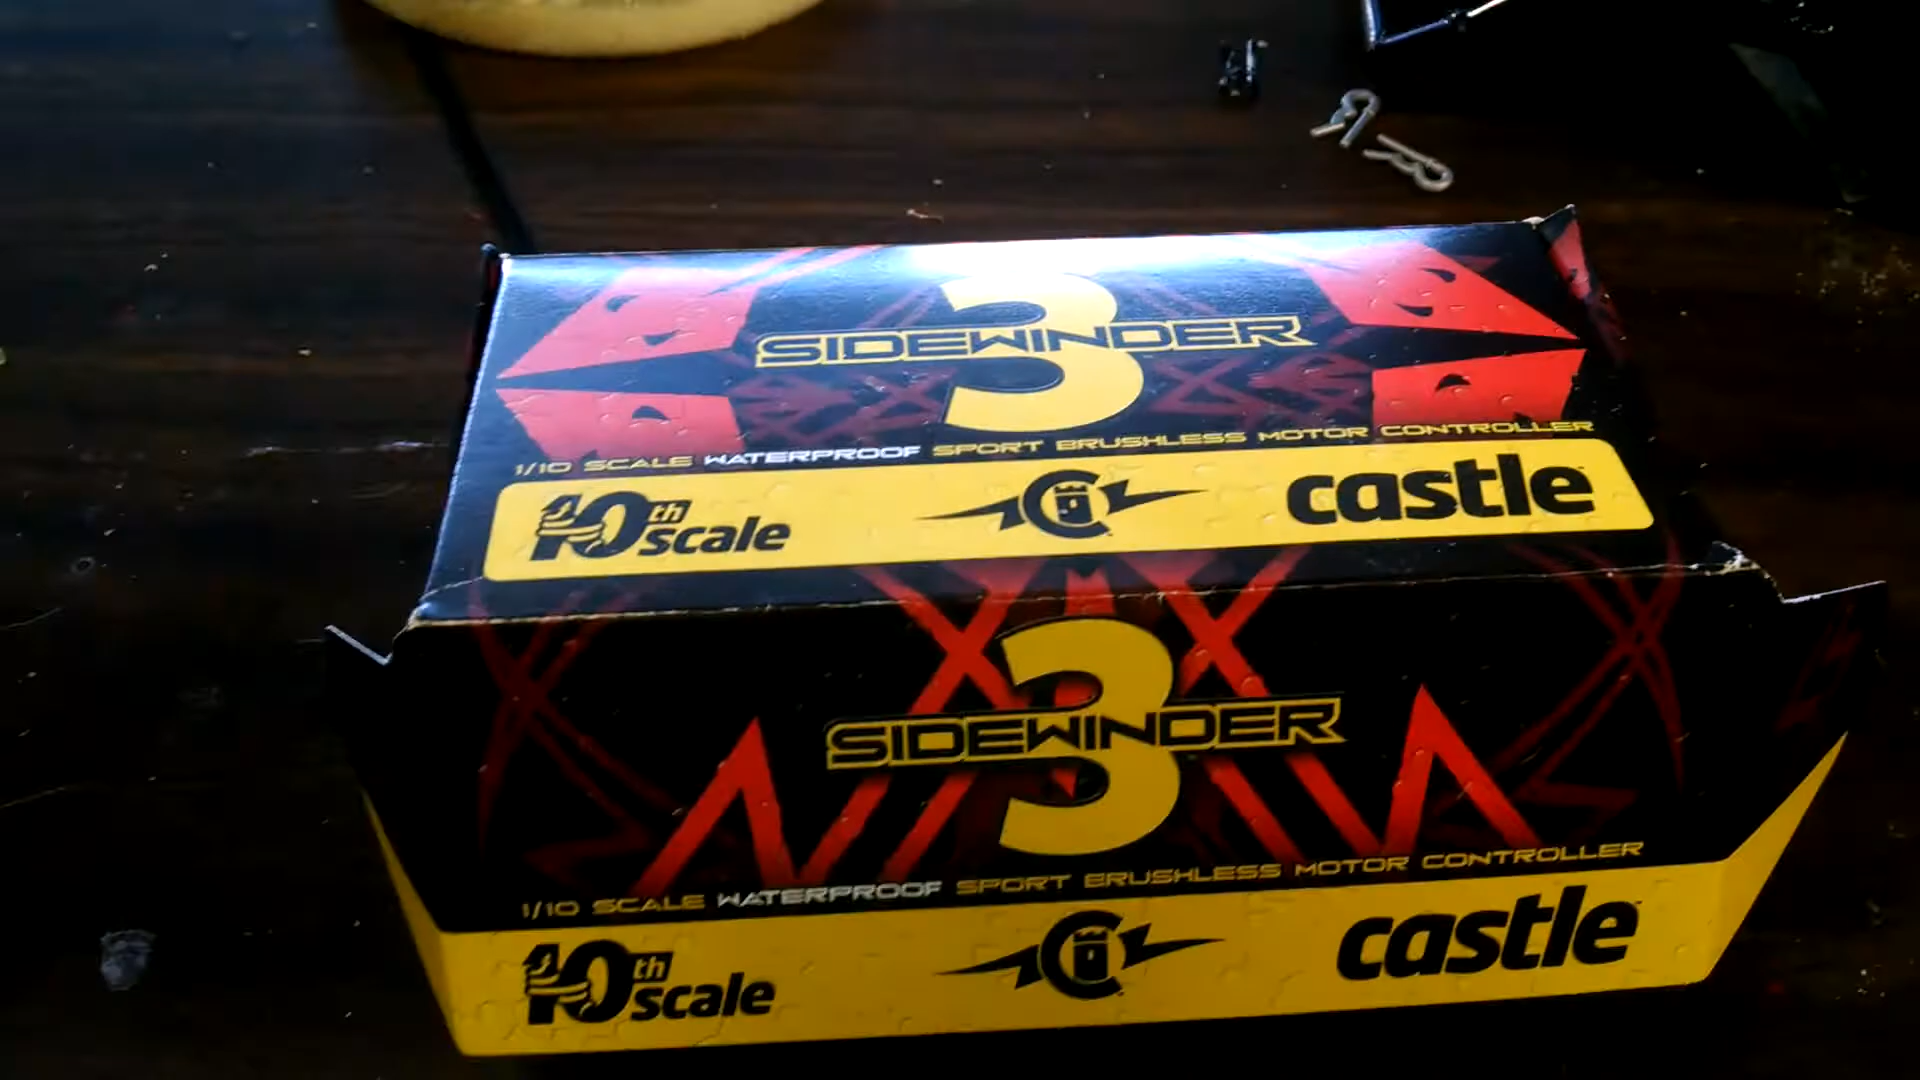 3
SIDEWINDER
1/10 SCALE WATERPROOF SPORT BRUSHLESS MOTOR CONTROLLER
10th scale
castle
3
SIDEWINDER
1/10 SCALE WATERPROOF SPORT BRUSHLESS MOTOR CONTROLLER
10th scale
castle